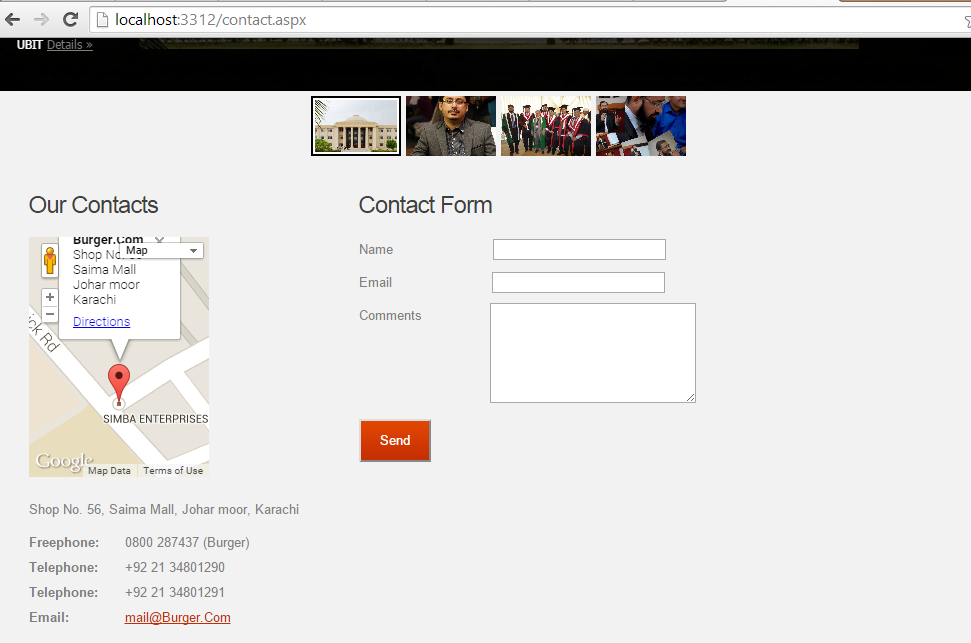 localhost:3312/contact.aspx
UBIT Details »
Our Contacts
Contact Form
Burger.Com
Map
Shop No.
Saima Mall
Johar moor
Karachi
Directions
ck Rd
SIMBA ENTERPRISES
Google
Map Data
Terms of Use
Name
Email
Comments
Send
Shop No. 56, Saima Mall, Johar moor, Karachi
Freephone: 0800 287437 (Burger)
Telephone: +92 21 34801290
Telephone: +92 21 34801291
Email: mail@Burger.Com